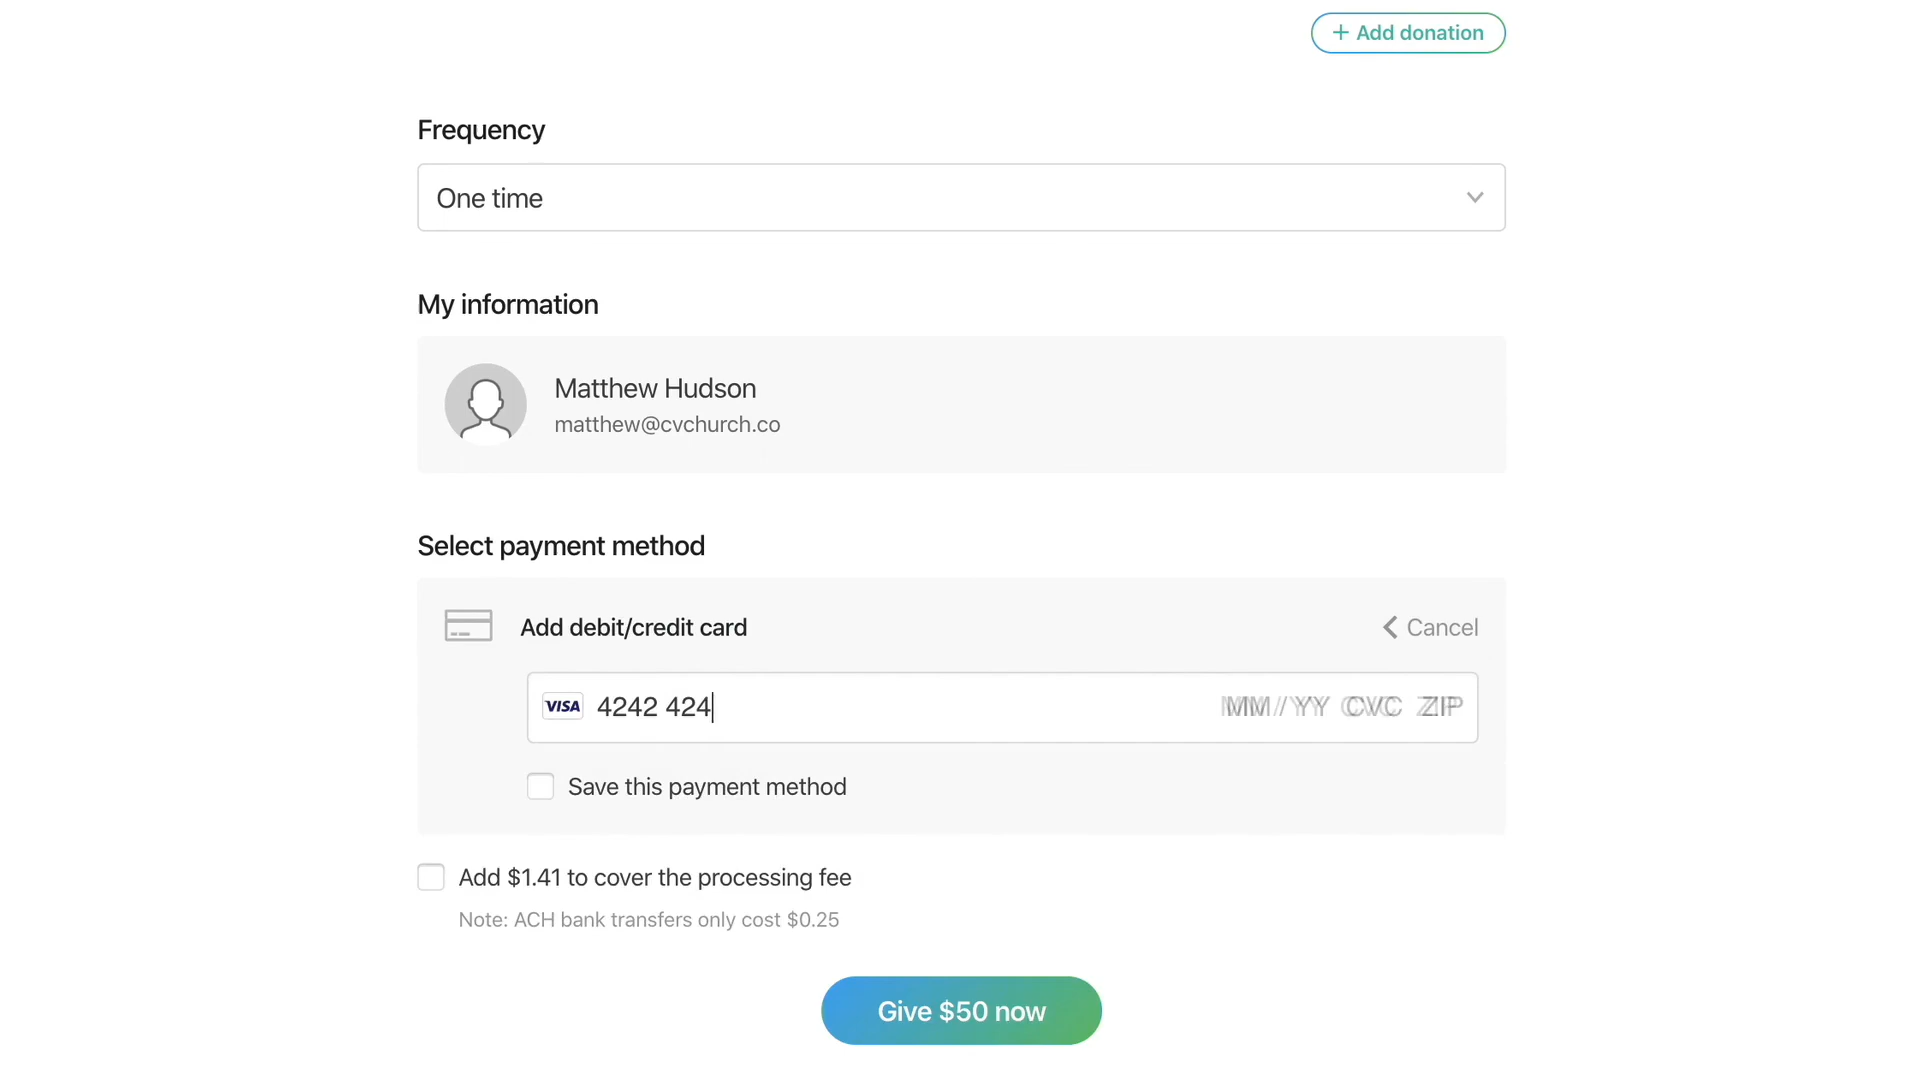 + Add donation
Frequency
One time
My information
Matthew Hudson
matthew@cvchurch.co
Select payment method
Add debit/credit card
Cancel
VISA 4242 424 MM / YY CVC ZIP
Save this payment method
Add $1.41 to cover the processing fee
Note: ACH bank transfers only cost $0.25
Give $50 now